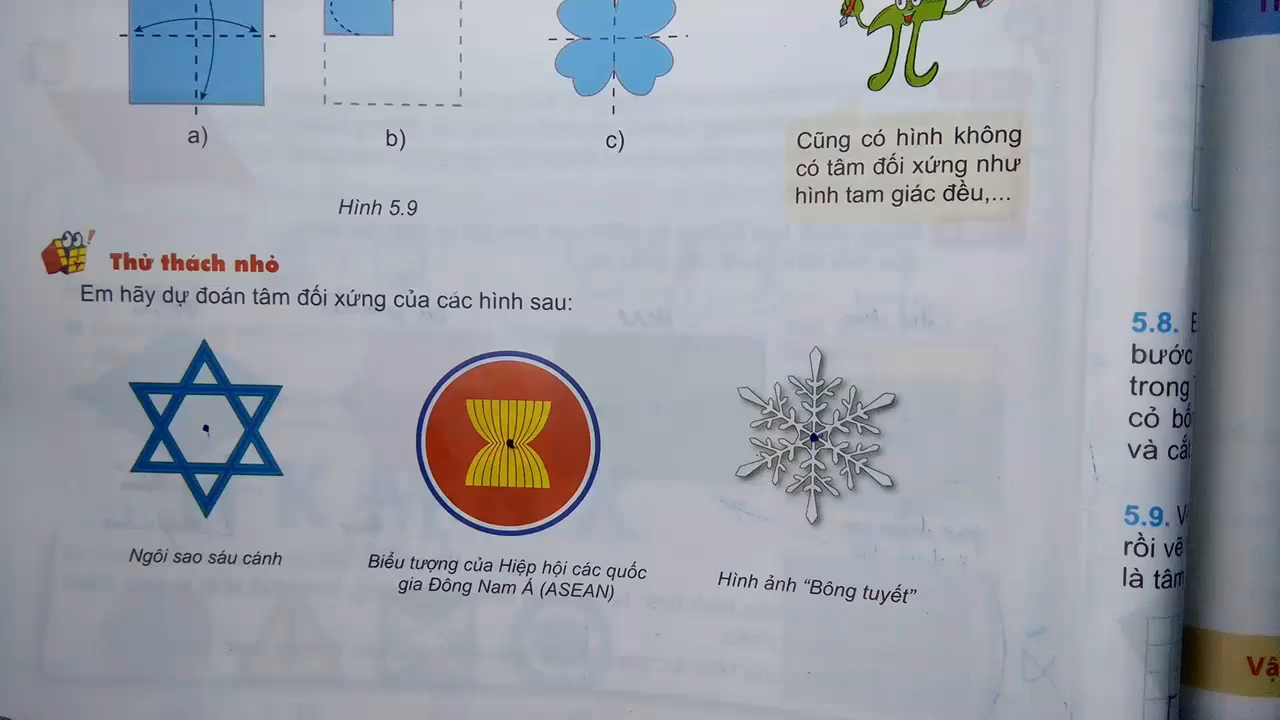 a)
b)
c)
Cũng có hình không
có tâm đối xứng như
hình tam giác đều,...
Hình 5.9
Thử thách nhỏ
Em hãy dự đoán tâm đối xứng của các hình sau:
Ngôi sao sáu cánh
Biểu tượng của Hiệp hội các quốc
gia Đông Nam Á (ASEAN)
Hình ảnh “Bông tuyết”
5.8.
bước
trong
cỏ
và
5.9.
rồi vẽ
là tâm